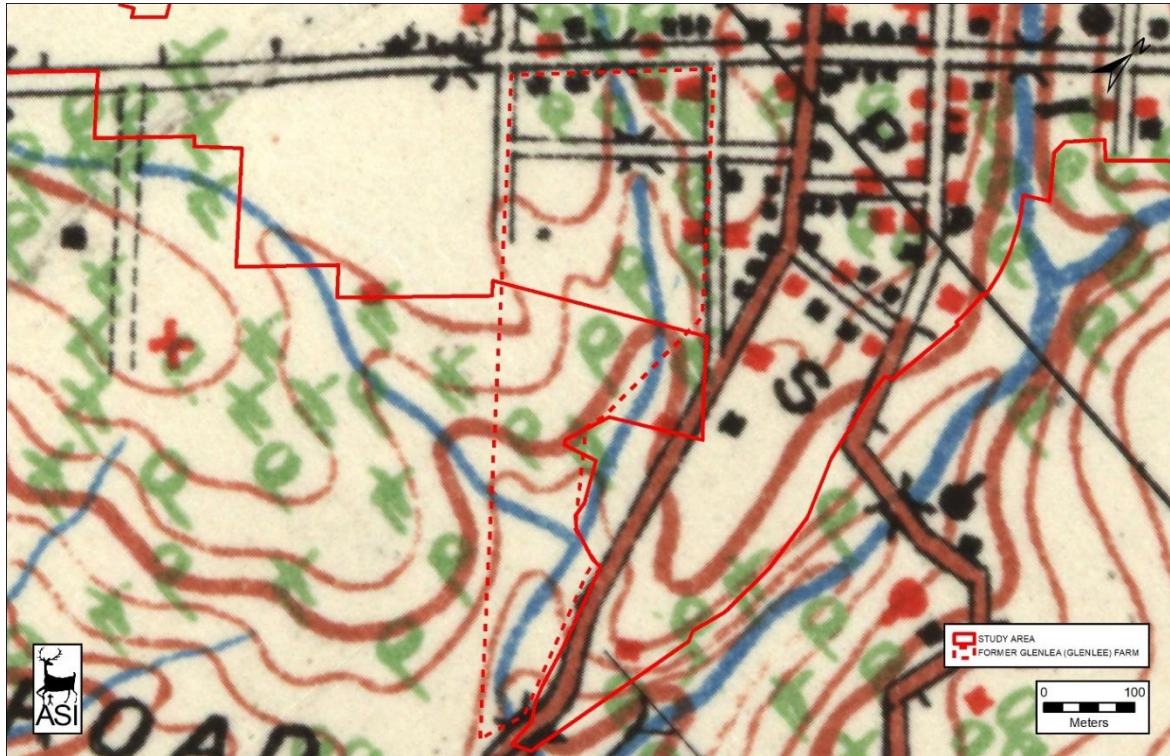 N
S
STUDY AREA
FORMER GLENLEA (GLENLEE) FARM
0 100
Meters
ASI
ROAD